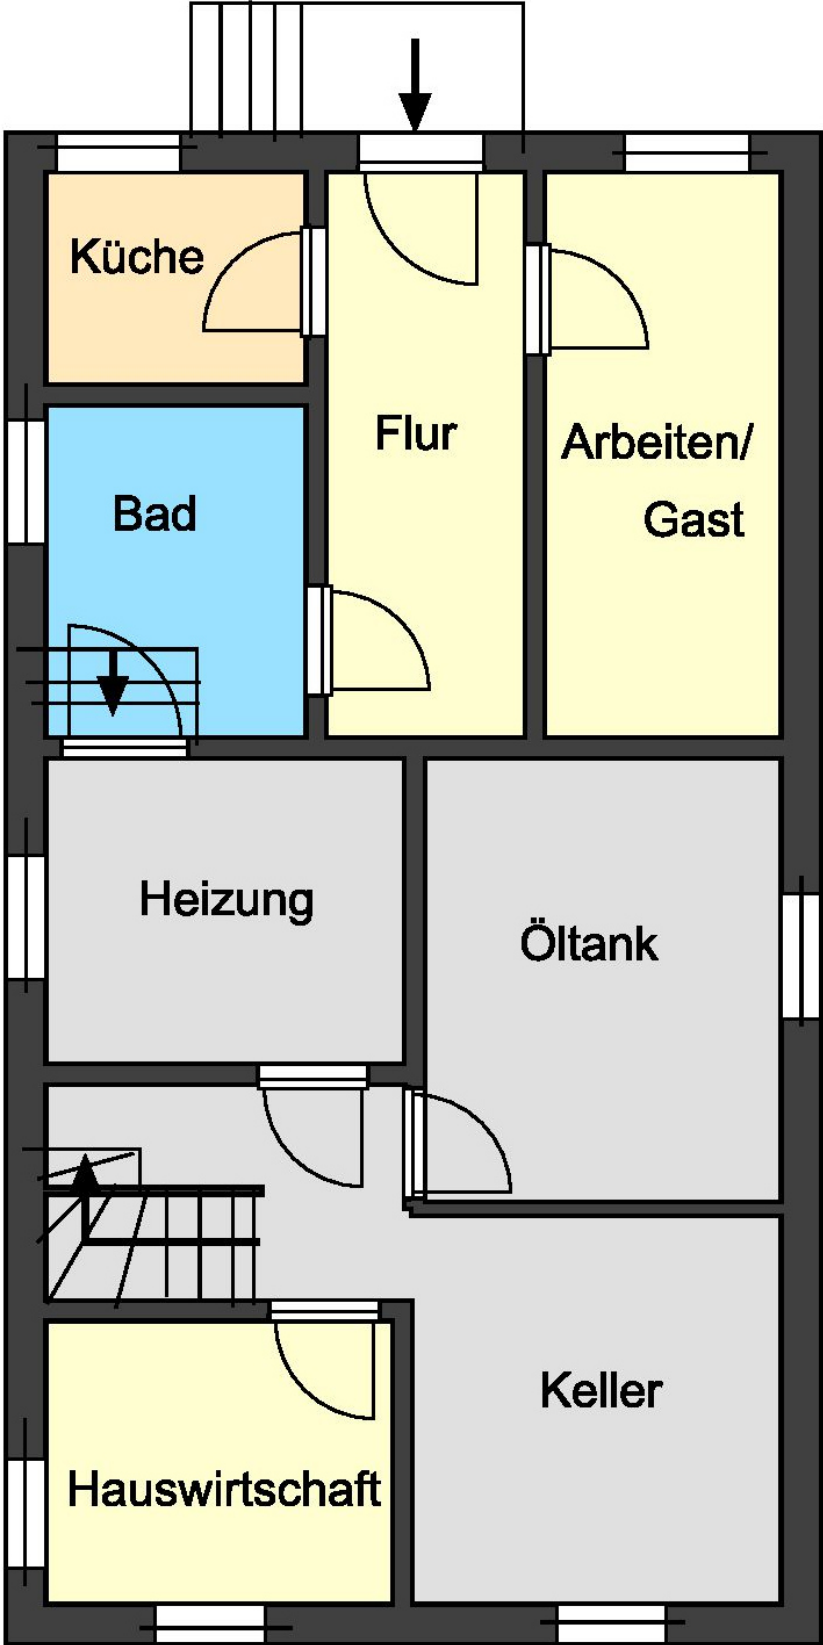 Küche
Flur
Arbeiten/
Gast
Bad
Heizung
Öltank
Keller
Hauswirtschaft